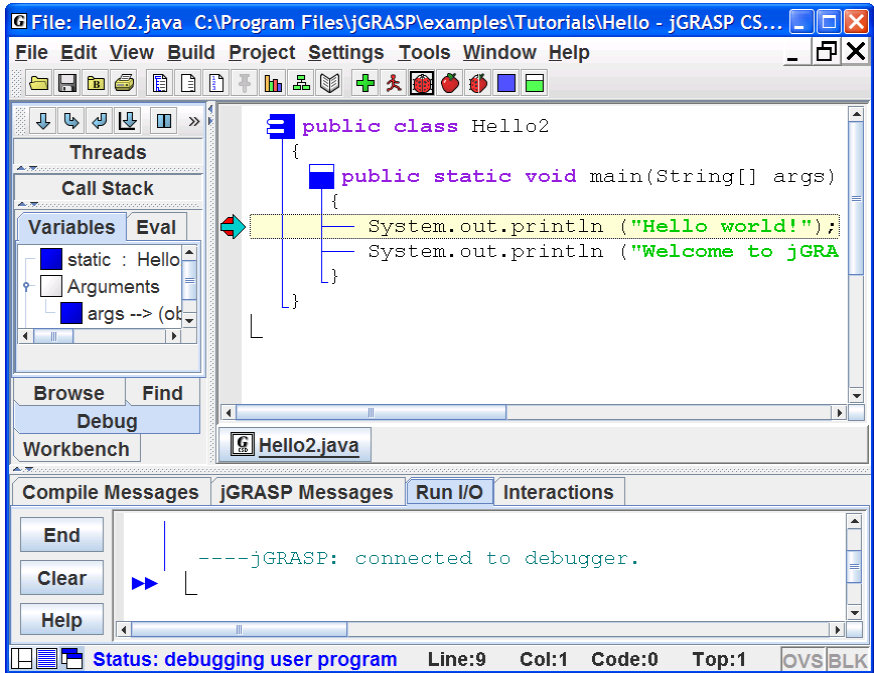 File: Hello2.java C:\Program Files\jGRASP\examples\Tutorials\Hello - jGRASP CS...
File Edit View Build Project Settings Tools Window Help
Threads
Call Stack
Variables Eval
static : Hello
Arguments
args --> (ob
Browse Find
Debug
Workbench
public class Hello2
{
public static void main(String[] args)
{
System.out.println ("Hello world!");
System.out.println ("Welcome to jGRA
}
}
Hello2.java
Compile Messages jGRASP Messages Run I/O Interactions
End
Clear
Help
----jGRASP: connected to debugger.
Status: debugging user program Line:9 Col:1 Code:0 Top:1 OVS BLK